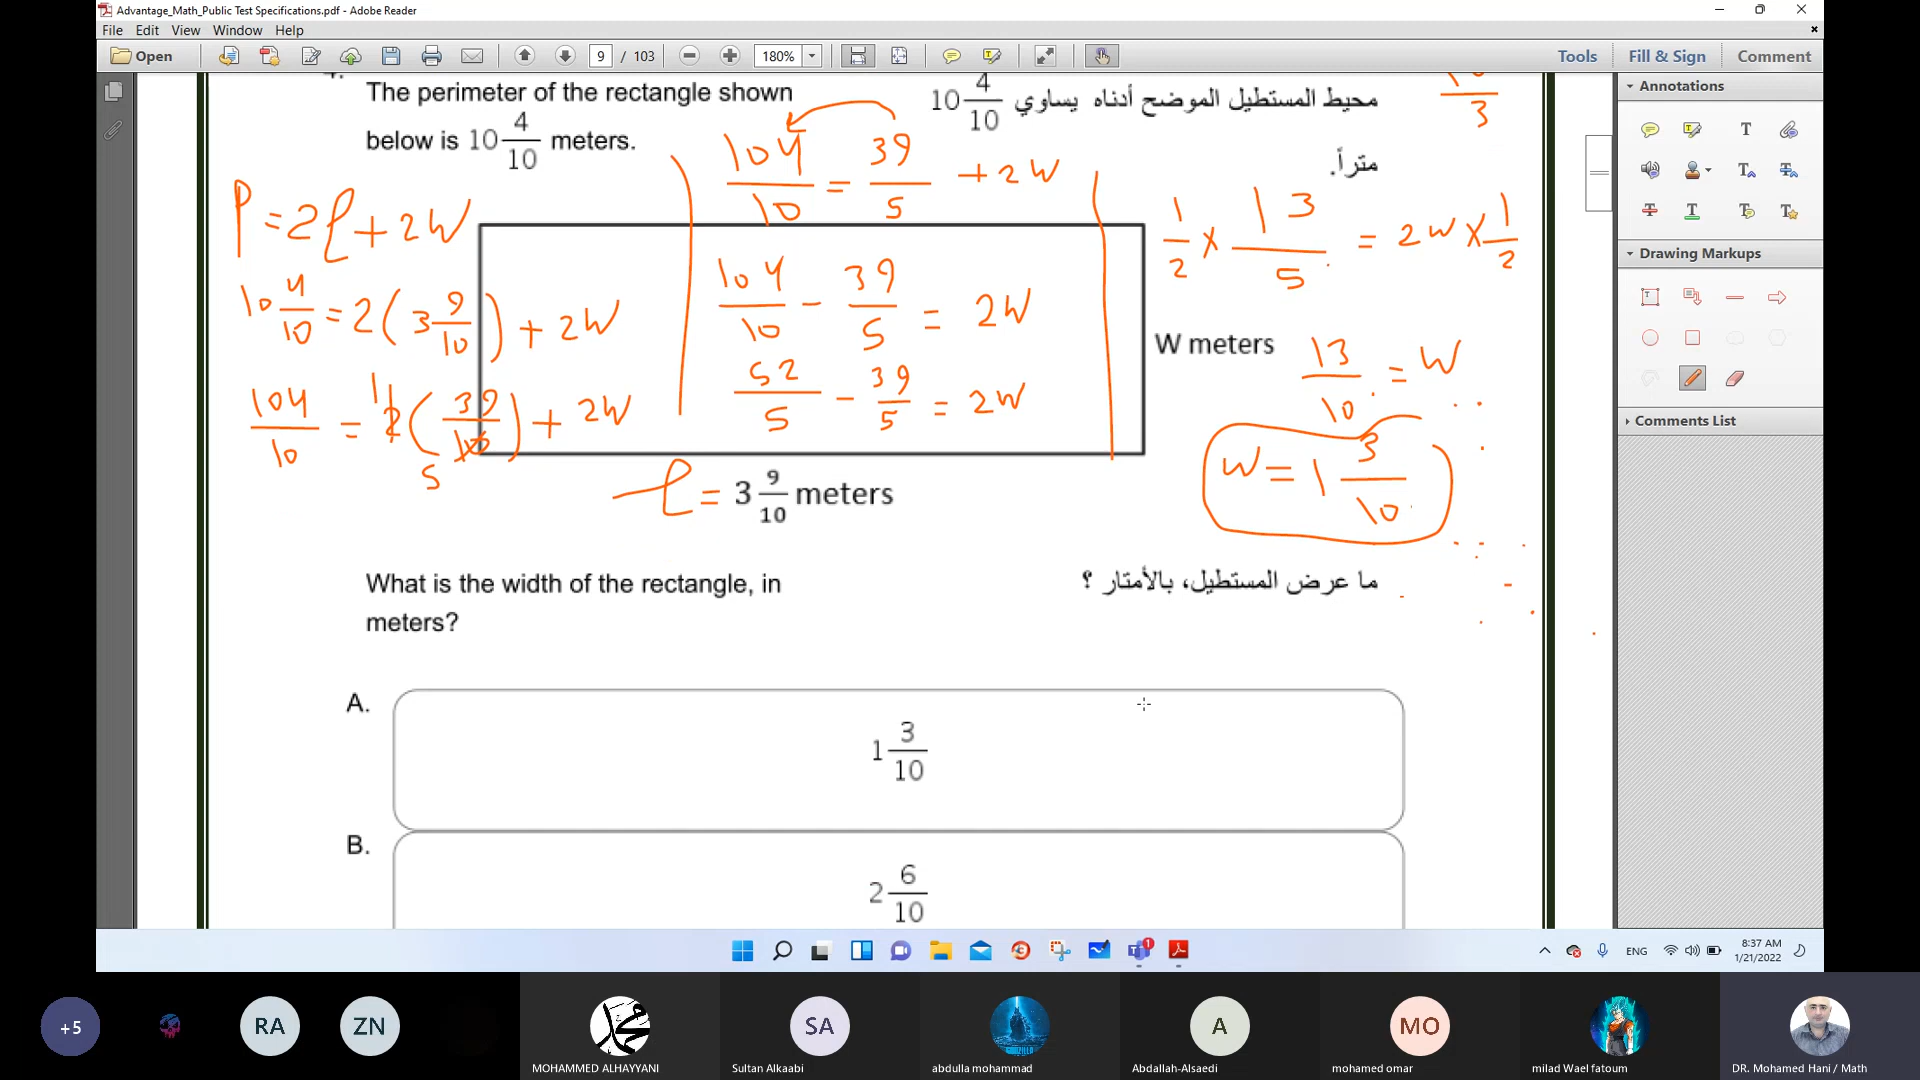 Advantage_Math_Public Test Specifications.pdf - Adobe Reader
File Edit View Window Help
Open 9 / 103 180% Tools Fill & Sign Comment
The perimeter of the rectangle shown
below is 10 4/10 meters.
محيط المستطيل الموضح أدناه يساوي 10 4/10
متراً.
P = 2l + 2W
10 4/10 = 2(3 9/10) + 2W
104/10 = 2(39/10) + 2W
1
5
104/10 = 39/5 + 2W
104/10 - 39/5 = 2W
52/5 - 39/5 = 2W
1/2 × 13/5 = 2W × 1/2
W meters
13/10 = W
W = 1 3/10
l = 3 9/10 meters
What is the width of the rectangle, in
meters?
ما عرض المستطيل، بالأمتار ؟
A. 1 3/10
B. 2 6/10
Annotations
Drawing Markups
Comments List
ENG
8:37 AM
1/21/2022
+5
RA
ZN
SA
A
MO
MOHAMMED ALHAYYANI
Sultan Alkaabi
abdulla mohammad
Abdallah-Alsaedi
mohamed omar
milad Wael fatoum
DR. Mohamed Hani / Math